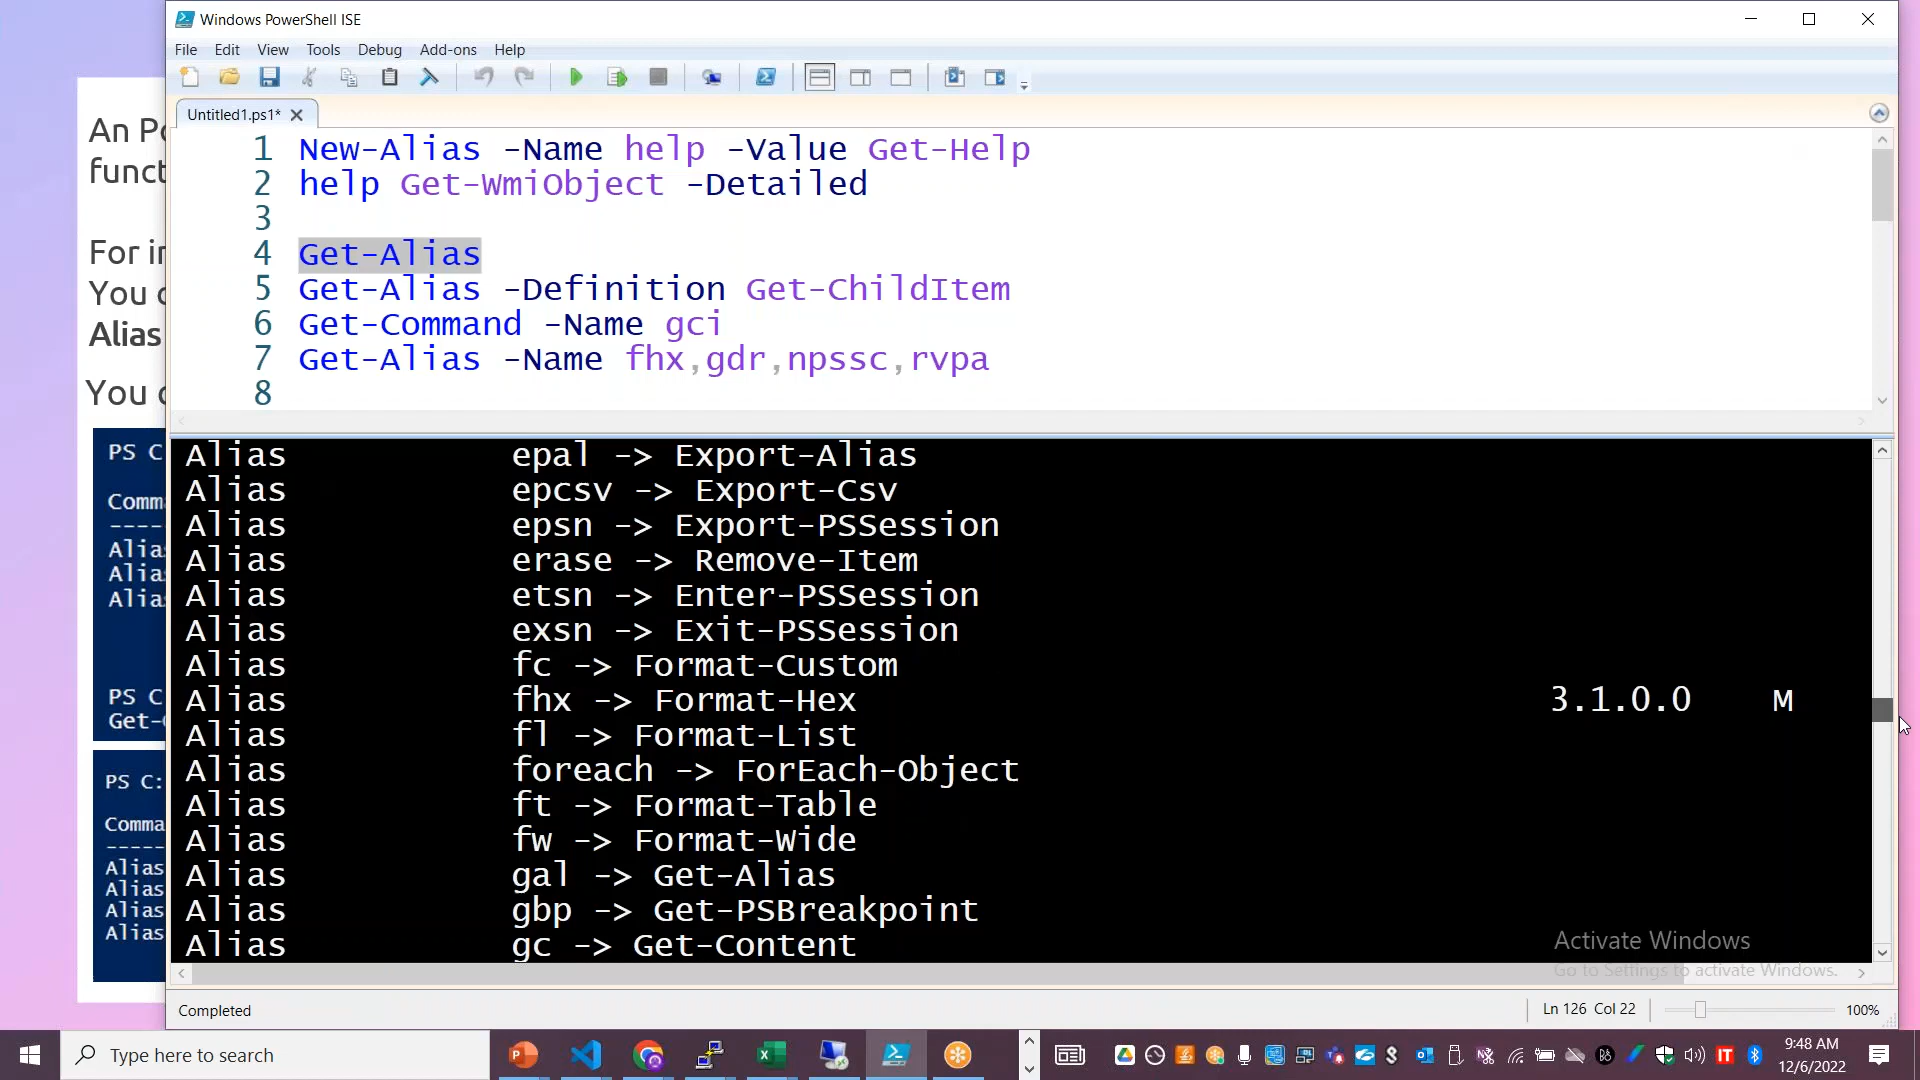 Windows PowerShell ISE
File Edit View Tools Debug Add-ons Help
Untitled1.ps1*
1 New-Alias -Name help -Value Get-Help
2 help Get-WmiObject -Detailed
3
4 Get-Alias
5 Get-Alias -Definition Get-ChildItem
6 Get-Command -Name gci
7 Get-Alias -Name fhx,gdr,npssc,rvpa
8
Alias epal -> Export-Alias
Alias epcsv -> Export-Csv
Alias epsn -> Export-PSSession
Alias erase -> Remove-Item
Alias etsn -> Enter-PSSession
Alias exsn -> Exit-PSSession
Alias fc -> Format-Custom
Alias fhx -> Format-Hex 3.1.0.0 M
Alias fl -> Format-List
Alias foreach -> ForEach-Object
Alias ft -> Format-Table
Alias fw -> Format-Wide
Alias gal -> Get-Alias
Alias gbp -> Get-PSBreakpoint
Alias gc -> Get-Content
Activate Windows
Go to Settings to activate Windows.
Completed
Ln 126 Col 22
100%
An Po
funct
For in
You c
Alias
You c
PS C
Comm
-----
Alia
Alia
Alia
PS C
Get-
PS C:
Comma
-----
Alias
Alias
Alias
Alias
Type here to search
9:48 AM
12/6/2022